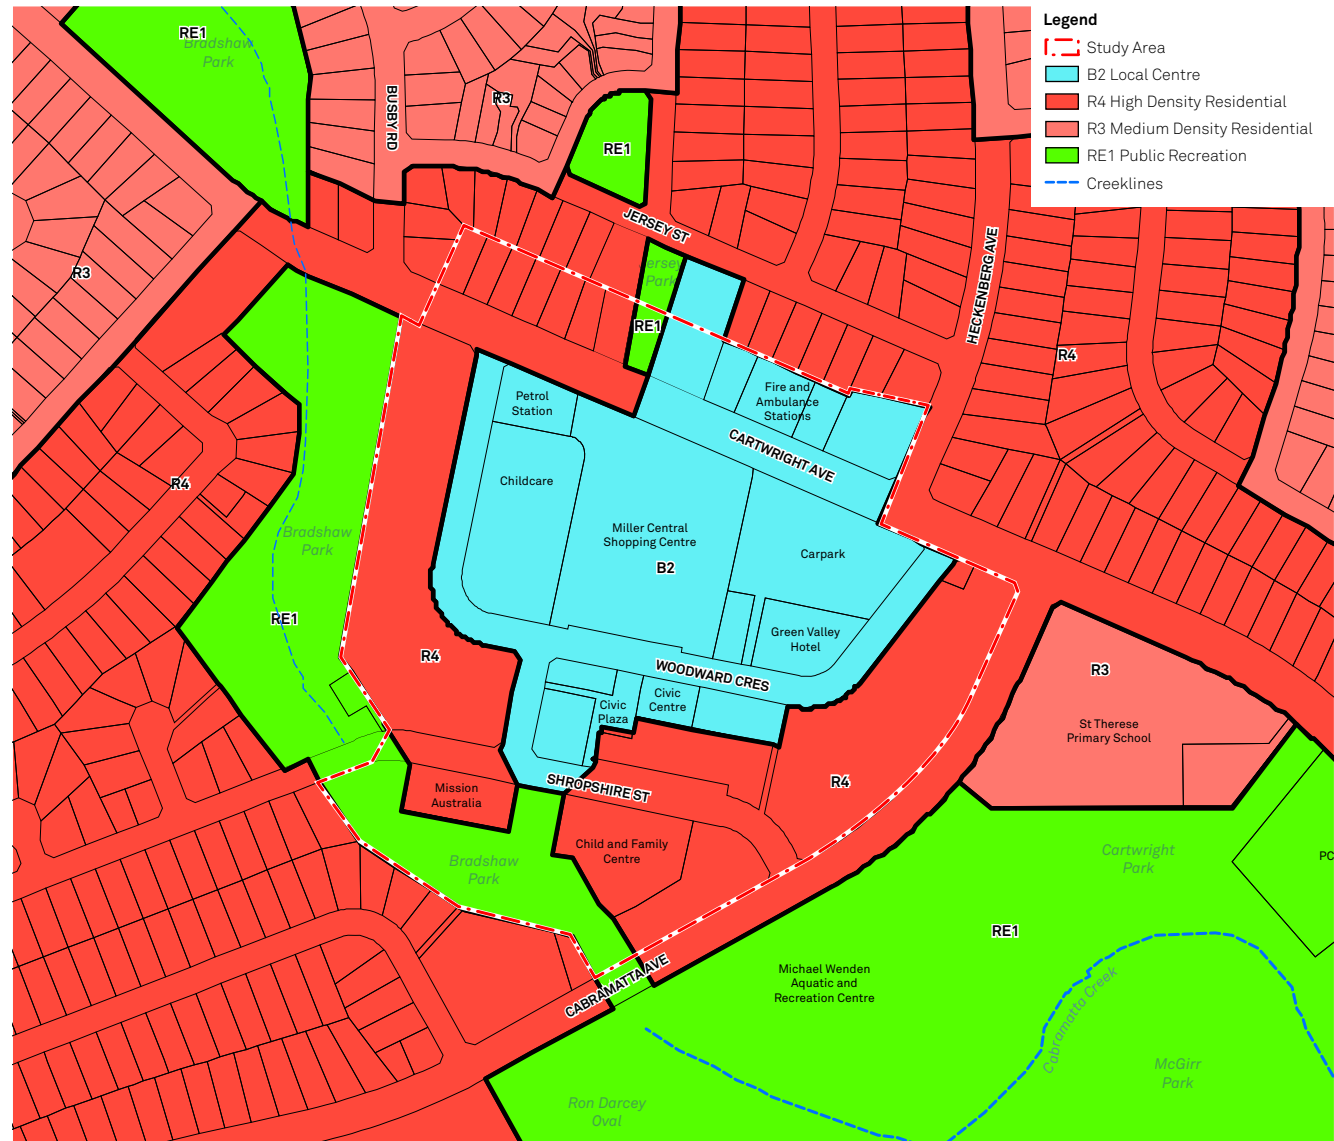 Legend
Study Area
B2 Local Centre
R4 High Density Residential
R3 Medium Density Residential
RE1 Public Recreation
Creeklines
RE1
Bradshaw
Park
BUSBY RD
R3
RE1
JERSEY ST
HECKENBERG AVE
R3
ersey
Park
RE1
R4
Petrol
Station
Fire and
Ambulance
Stations
CARTWRIGHT AVE
R4
Childcare
Bradshaw
Park
Miller Central
Shopping Centre
B2
Carpark
RE1
Green Valley
Hotel
R4
WOODWARD CRES
R3
Civic
Centre
Civic
Plaza
St Therese
Primary School
SHROPSHIRE ST
R4
Mission
Australia
Child and Family
Centre
Bradshaw
Park
Cartwright
Park
PC
RE1
CABRAMATTA AVE
Michael Wenden
Aquatic and
Recreation Centre
Cabramatta Creek
McGirr
Park
Ron Darcey
Oval